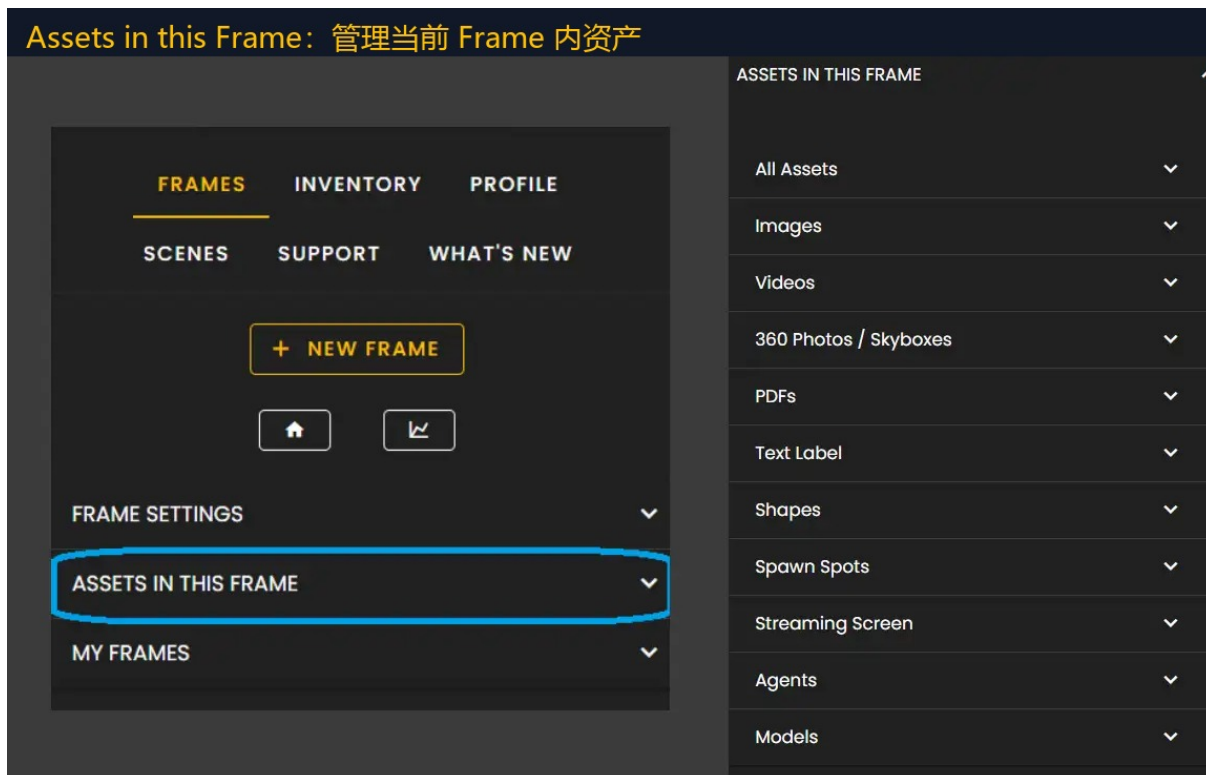 Assets in this Frame：管理当前 Frame 内资产
FRAMES INVENTORY PROFILE
SCENES SUPPORT WHAT'S NEW
+ NEW FRAME
FRAME SETTINGS
ASSETS IN THIS FRAME
MY FRAMES
ASSETS IN THIS FRAME
All Assets
Images
Videos
360 Photos / Skyboxes
PDFs
Text Label
Shapes
Spawn Spots
Streaming Screen
Agents
Models